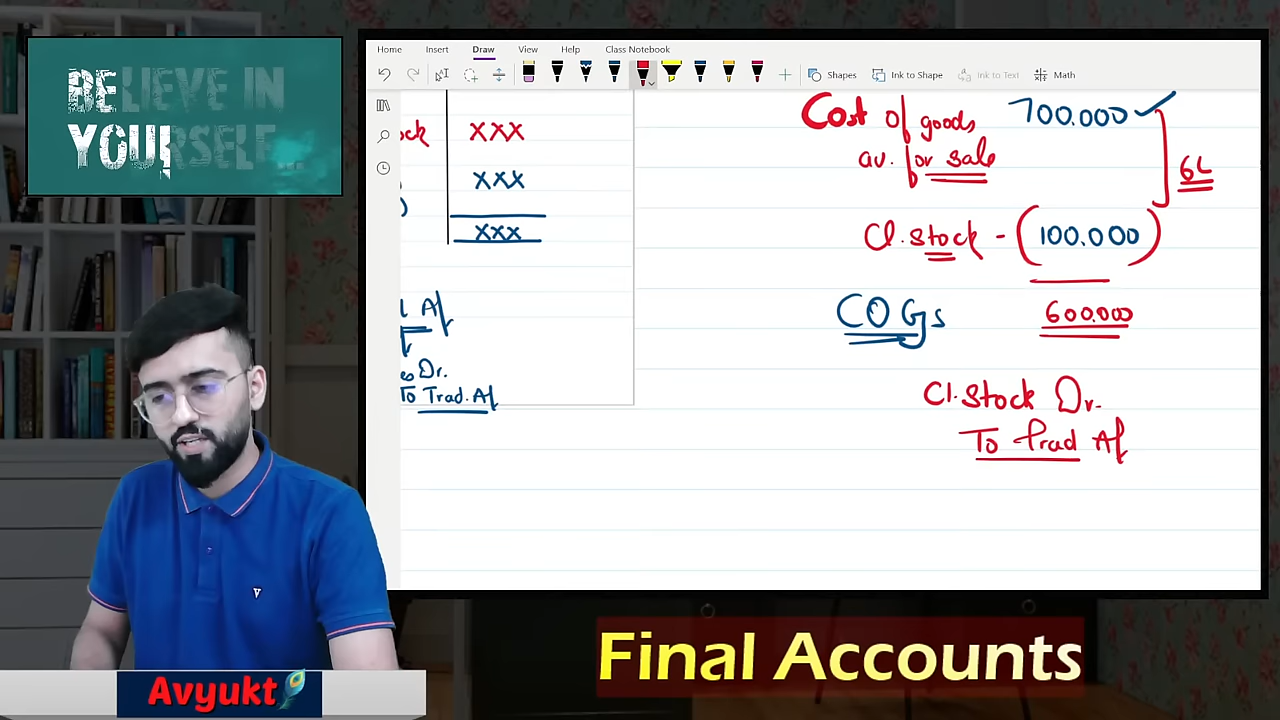 BELIEVE IN
YOURSELF...
Home Insert Draw View Help Class Notebook
Shapes Ink to Shape Ink to Text Math
ock xxx
xxx
xxx
A/
Dr.
To Trad. A/
Cost of goods 700.000
av. for sale
6L
Cl. stock - (100.000)
COGs 600.000
Cl. Stock Dr.
To Trad A/
Final Accounts
Avyukt